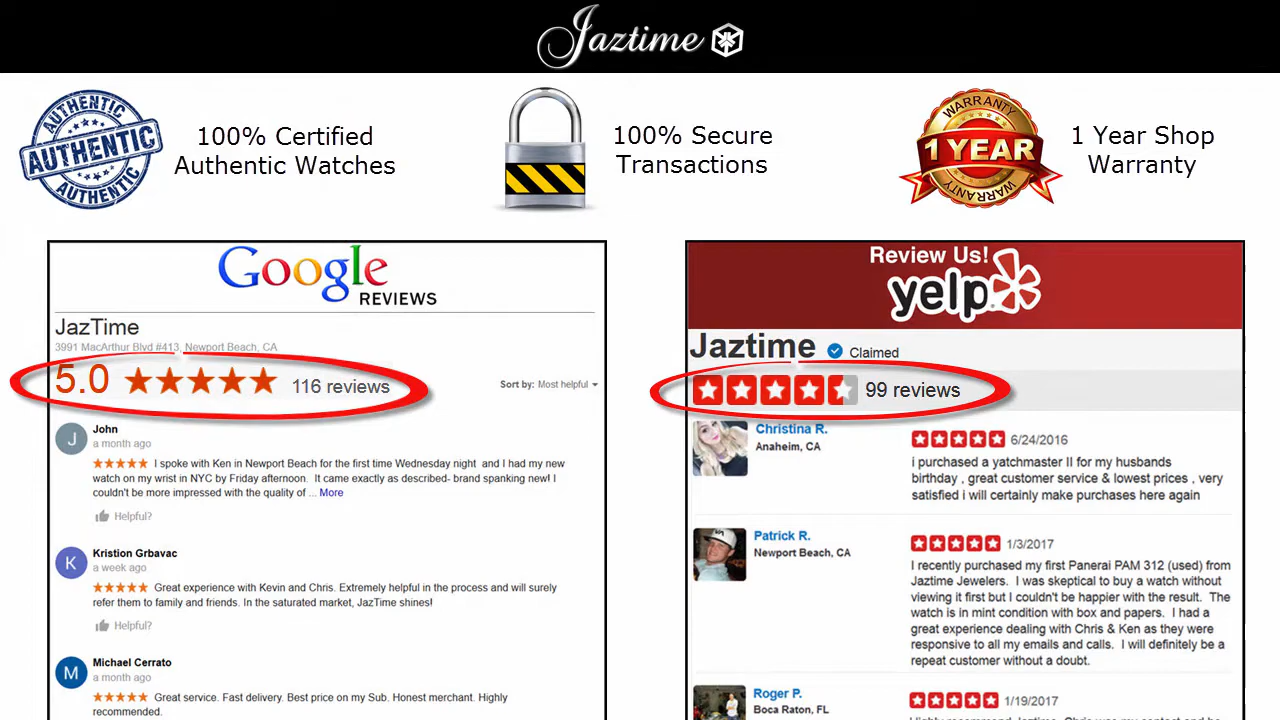 Jaztime
AUTHENTIC
AUTHENTIC
AUTHENTIC
100% Certified
Authentic Watches
100% Secure
Transactions
WARRANTY
1 YEAR
WARRANTY
1 Year Shop
Warranty
Google
REVIEWS
JazTime
3991 MacArthur Blvd #413, Newport Beach, CA
5.0 116 reviews
Sort by: Most helpful
J
John
a month ago
I spoke with Ken in Newport Beach for the first time Wednesday night and I had my new
watch on my wrist in NYC by Friday afternoon. It came exactly as described- brand spanking new! I
couldn't be more impressed with the quality of ... More
Helpful?
K
Kristion Grbavac
a week ago
Great experience with Kevin and Chris. Extremely helpful in the process and will surely
refer them to family and friends. In the saturated market, JazTime shines!
Helpful?
M
Michael Cerrato
a month ago
Great service. Fast delivery. Best price on my Sub. Honest merchant. Highly
recommended.
Review Us!
yelp
Jaztime Claimed
99 reviews
Christina R.
Anaheim, CA
6/24/2016
i purchased a yatchmaster II for my husbands
birthday , great customer service & lowest prices , very
satisfied i will certainly make purchases here again
Patrick R.
Newport Beach, CA
1/3/2017
I recently purchased my first Panerai PAM 312 (used) from
Jaztime Jewelers. I was skeptical to buy a watch without
viewing it first but I couldn't be happier with the result. The
watch is in mint condition with box and papers. I had a
great experience dealing with Chris & Ken as they were
responsive to all my emails and calls. I will definitely be a
repeat customer without a doubt.
Roger P.
Boca Raton, FL
1/19/2017